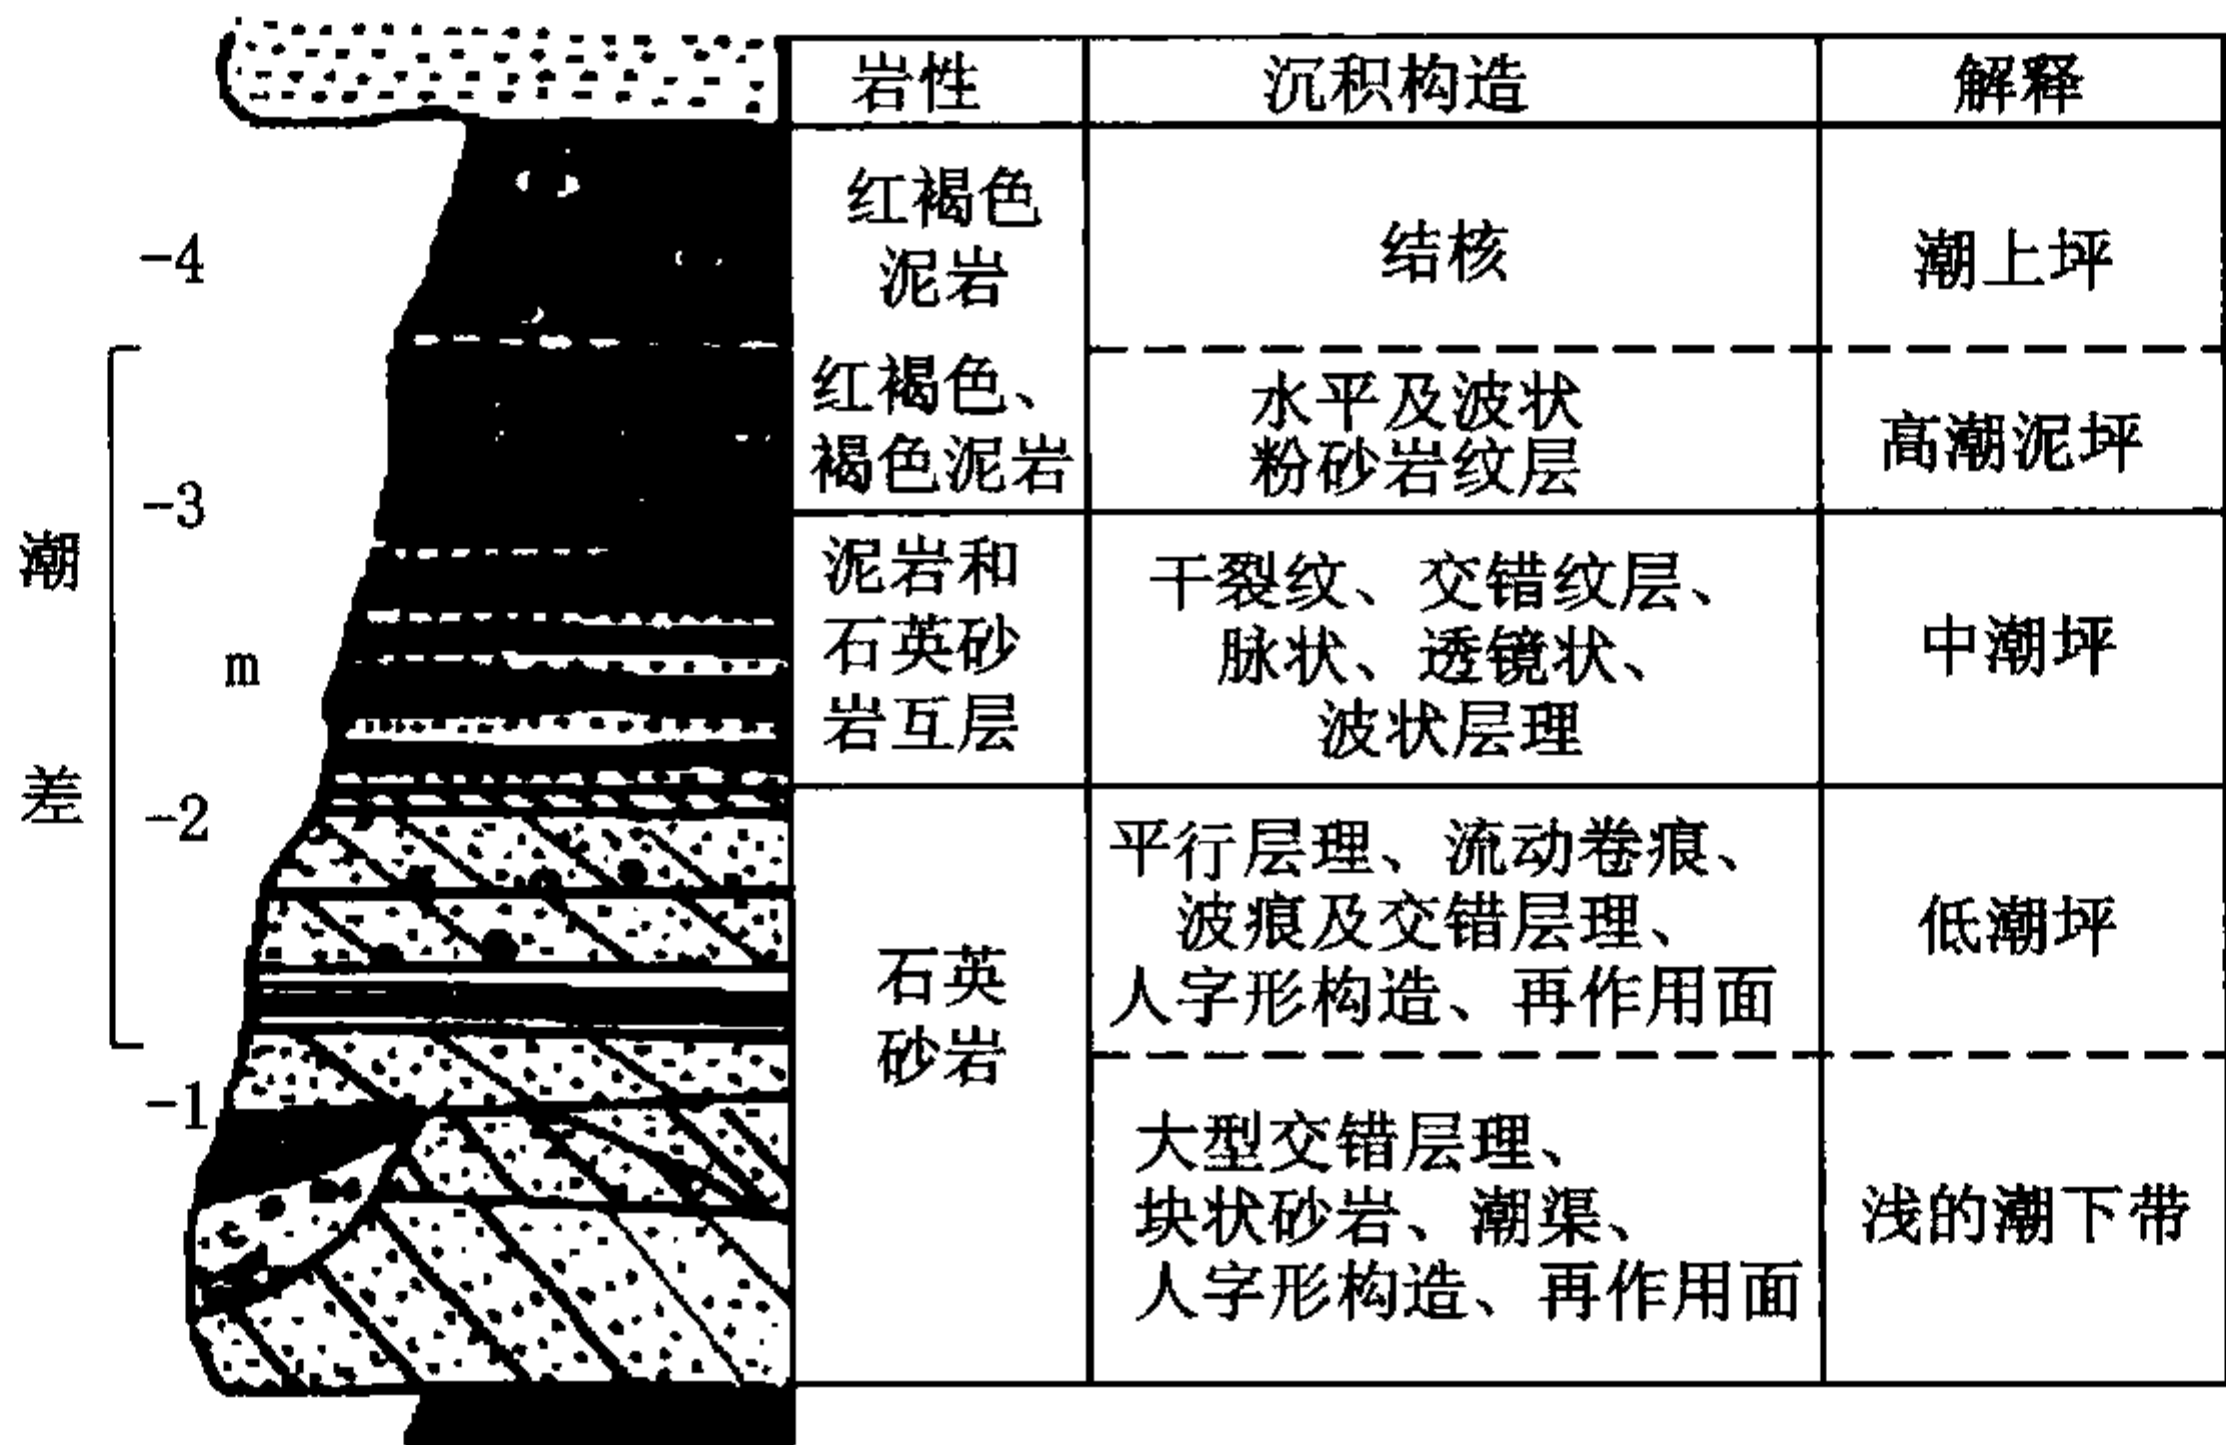 岩性
沉积构造
解释
红褐色
泥岩
结核
潮上坪
红褐色、
褐色泥岩
水平及波状
粉砂岩纹层
高潮泥坪
泥岩和
石英砂
岩互层
干裂纹、交错纹层、
脉状、透镜状、
波状层理
中潮坪
石英
砂岩
平行层理、流动卷痕、
波痕及交错层理、
人字形构造、再作用面
低潮坪
大型交错层理、
块状砂岩、潮渠、
人字形构造、再作用面
浅的潮下带
-4
-3
m
-2
-1
潮
差